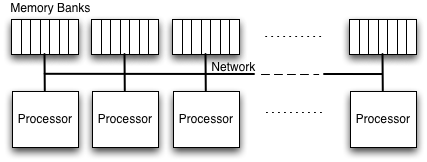 Memory Banks
Network
Processor
Processor
Processor
Processor